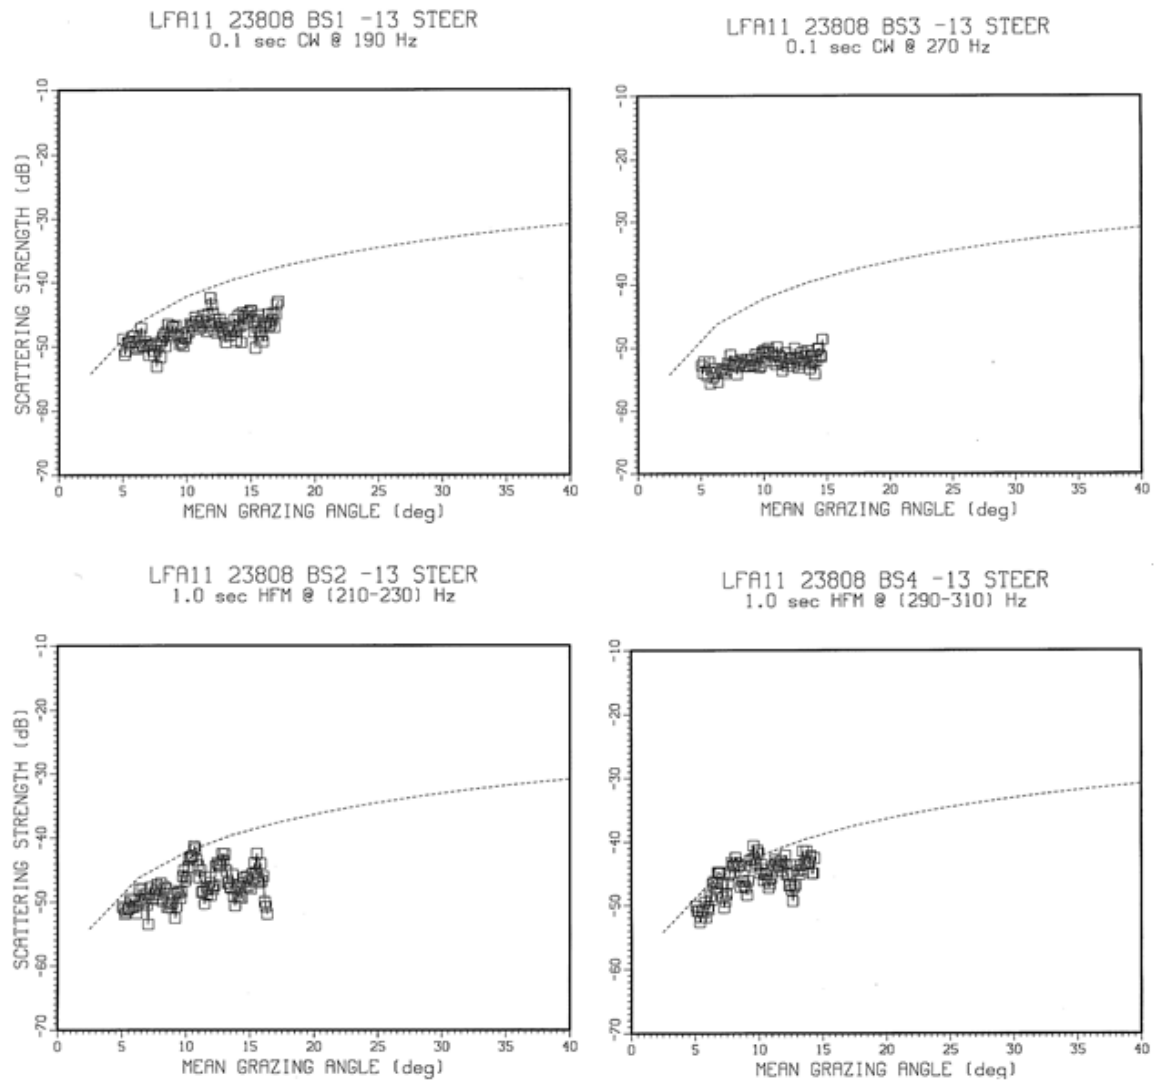 LFA11 23808 BS1 -13 STEER
0.1 sec CW @ 190 Hz
SCATTERING STRENGTH (dB)
-10
-20
-30
-40
-50
-60
-70
0 5 10 15 20 25 30 35 40
MEAN GRAZING ANGLE (deg)
LFA11 23808 BS3 -13 STEER
0.1 sec CW @ 270 Hz
-10
-20
-30
-40
-50
-60
-70
0 5 10 15 20 25 30 35 40
MEAN GRAZING ANGLE (deg)
LFA11 23808 BS2 -13 STEER
1.0 sec HFM @ (210-230) Hz
SCATTERING STRENGTH (dB)
-10
-20
-30
-40
-50
-60
-70
0 5 10 15 20 25 30 35 40
MEAN GRAZING ANGLE (deg)
LFA11 23808 BS4 -13 STEER
1.0 sec HFM @ (290-310) Hz
-10
-20
-30
-40
-50
-60
-70
0 5 10 15 20 25 30 35 40
MEAN GRAZING ANGLE (deg)